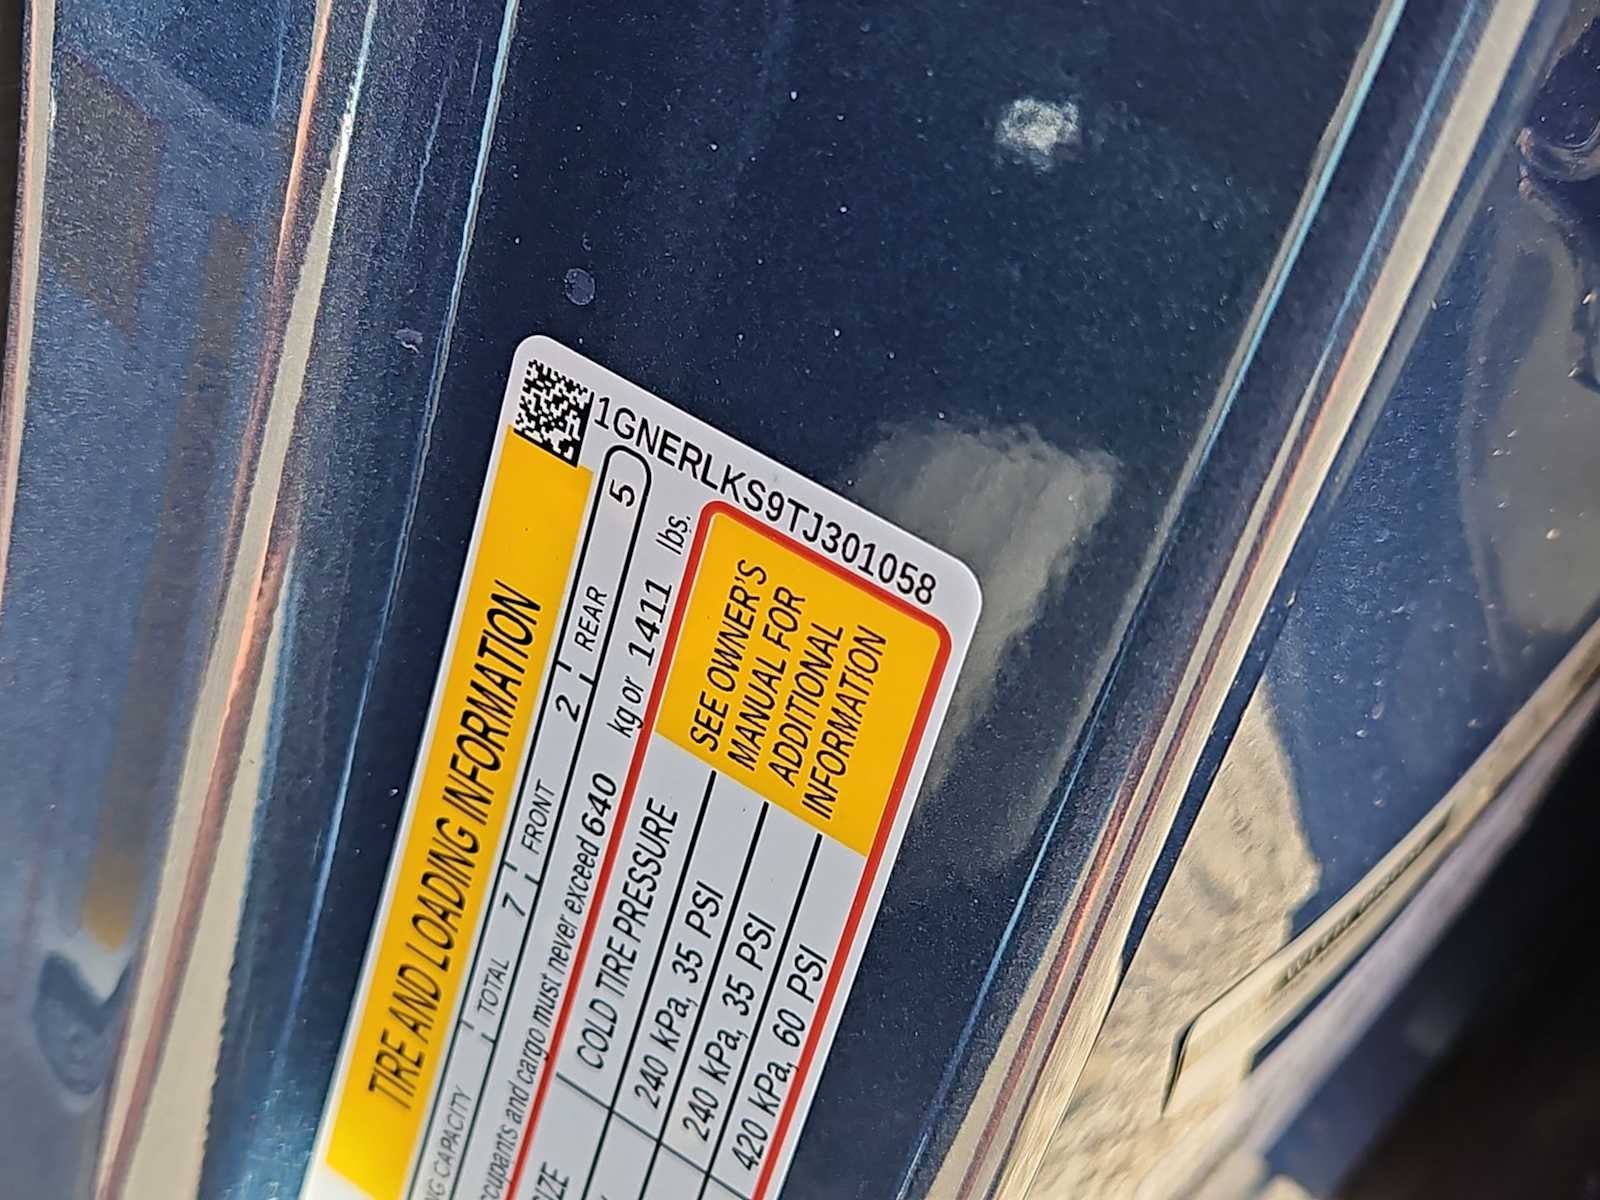 1GNERLKS9TJ301058
TIRE AND LOADING INFORMATION
CAPACITY TOTAL 7 FRONT 2 REAR 5
and cargo must never exceed 640 kg or 1411 lbs.
COLD TIRE PRESSURE
240 kPa, 35 PSI
240 kPa, 35 PSI
420 kPa, 60 PSI
SEE OWNER'S
MANUAL FOR
ADDITIONAL
INFORMATION